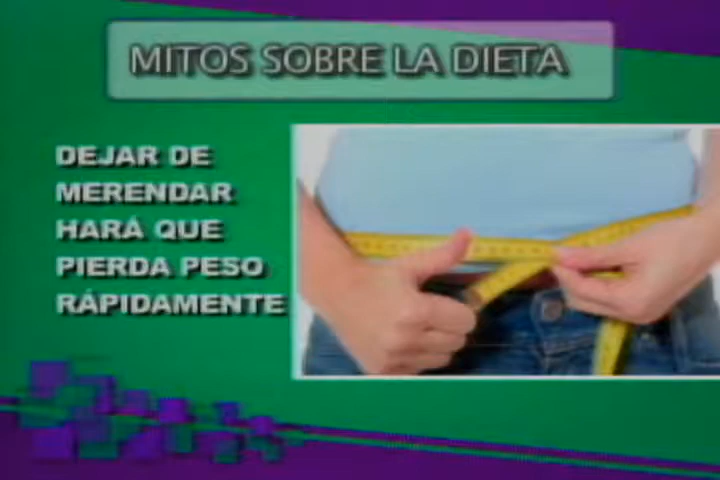 MITOS SOBRE LA DIETA
DEJAR DE
MERENDAR
HARÁ QUE
PIERDA PESO
RÁPIDAMENTE